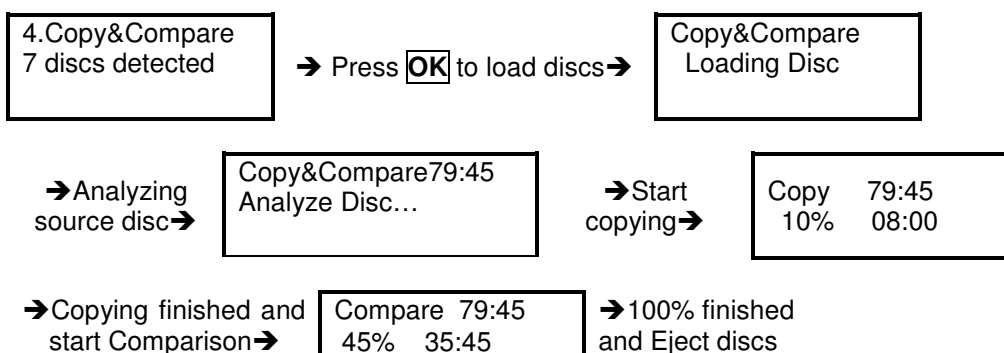 4.Copy&Compare
7 discs detected
➔ Press OK to load discs➔
Copy&Compare
Loading Disc
➔Analyzing
source disc➔
Copy&Compare79:45
Analyze Disc…
➔Start
copying➔
Copy 79:45
10% 08:00
➔Copying finished and
start Comparison➔
Compare 79:45
45% 35:45
➔100% finished
and Eject discs